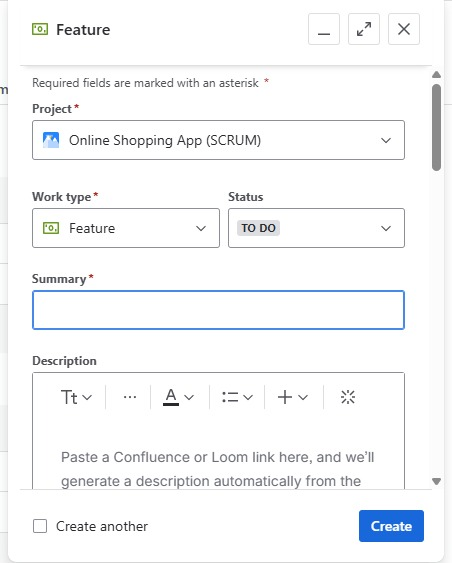 Feature
m
Required fields are marked with an asterisk *
Project*
Online Shopping App (SCRUM)
Work type*
Status
Feature
TO DO
Summary*
Description
Tt
A
Paste a Confluence or Loom link here, and we'll
generate a description automatically from the
Create another
Create